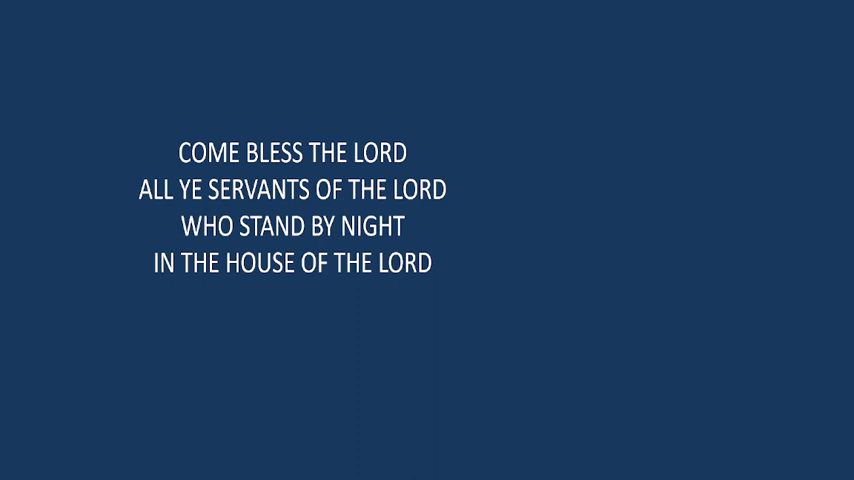 COME BLESS THE LORD
ALL YE SERVANTS OF THE LORD
WHO STAND BY NIGHT
IN THE HOUSE OF THE LORD